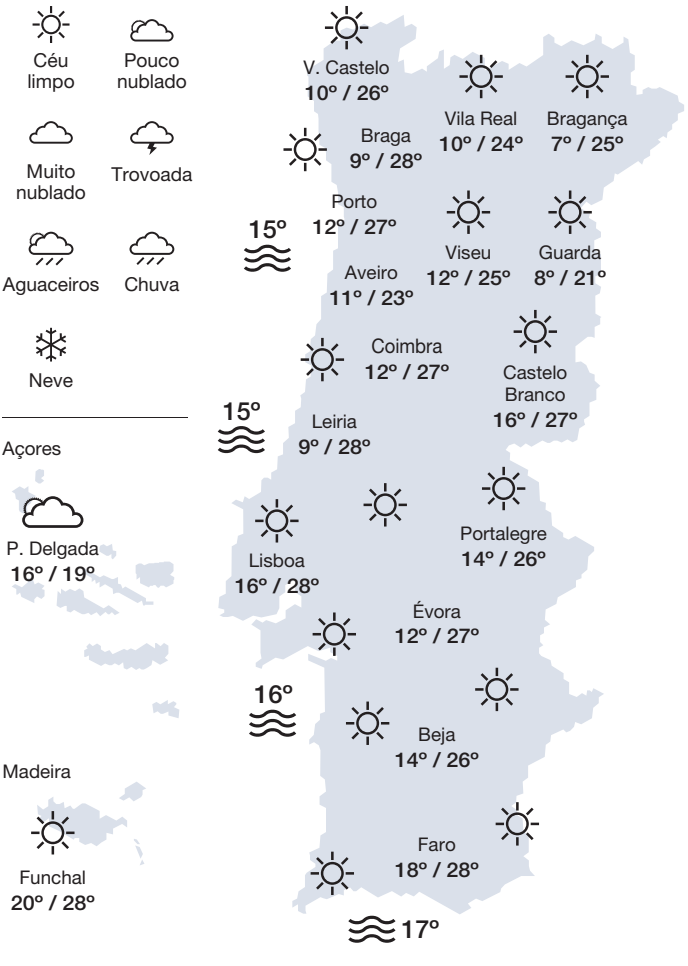 Céu
limpo
Pouco
nublado
Muito
nublado
Trovoada
Aguaceiros
Chuva
Neve
Açores
P. Delgada
16º / 19º
Madeira
Funchal
20º / 28º
V. Castelo
10º / 26º
Vila Real
10º / 24º
Bragança
7º / 25º
Braga
9º / 28º
Porto
12º / 27º
15º
Viseu
12º / 25º
Guarda
8º / 21º
Aveiro
11º / 23º
Coimbra
12º / 27º
Castelo
Branco
16º / 27º
15º
Leiria
9º / 28º
Portalegre
14º / 26º
Lisboa
16º / 28º
Évora
12º / 27º
16º
Beja
14º / 26º
Faro
18º / 28º
17º